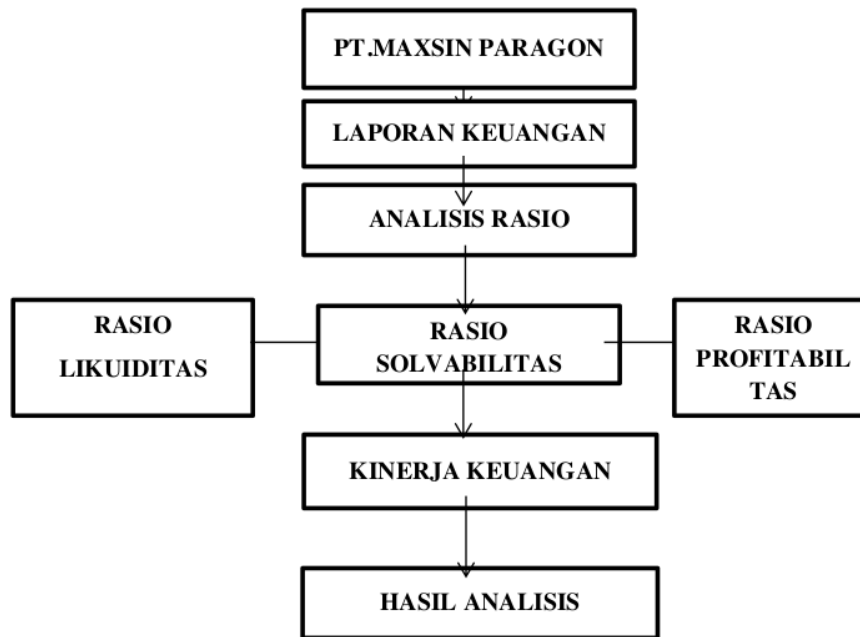 PT.MAXSIN PARAGON
LAPORAN KEUANGAN
ANALISIS RASIO
RASIO
LIKUIDITAS
RASIO
SOLVABILITAS
RASIO
PROFITABIL
TAS
KINERJA KEUANGAN
HASIL ANALISIS